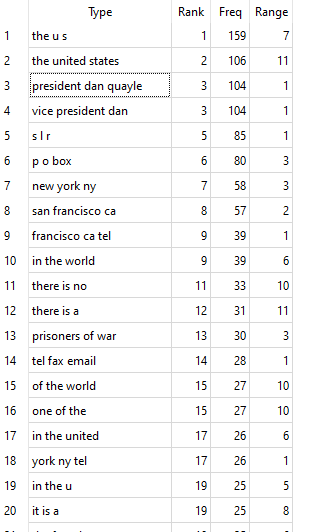 Type Rank Freq Range
1 the u s 1 159 7
2 the united states 2 106 11
3 president dan quayle 3 104 1
4 vice president dan 3 104 1
5 s l r 5 85 1
6 p o box 6 80 3
7 new york ny 7 58 3
8 san francisco ca 8 57 2
9 francisco ca tel 9 39 1
10 in the world 9 39 6
11 there is no 11 33 10
12 there is a 12 31 11
13 prisoners of war 13 30 3
14 tel fax email 14 28 1
15 of the world 15 27 10
16 one of the 15 27 10
17 in the united 17 26 6
18 york ny tel 17 26 1
19 in the u 19 25 5
20 it is a 19 25 8